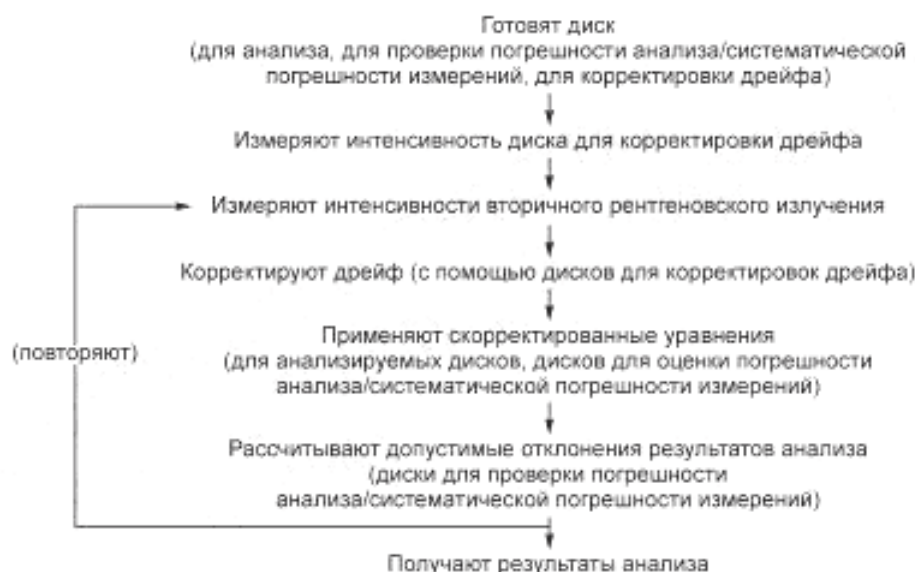 Готовят диск
(для анализа, для проверки погрешности анализа/систематической
погрешности измерений, для корректировки дрейфа)
Измеряют интенсивность диска для корректировки дрейфа
Измеряют интенсивности вторичного рентгеновского излучения
Корректируют дрейф (с помощью дисков для корректировок дрейфа)
(повторяют)
Применяют скорректированные уравнения
(для анализируемых дисков, дисков для оценки погрешности
анализа/систематической погрешности измерений)
Рассчитывают допустимые отклонения результатов анализа
(диски для проверки погрешности
анализа/систематической погрешности измерений)
Получают результаты анализа